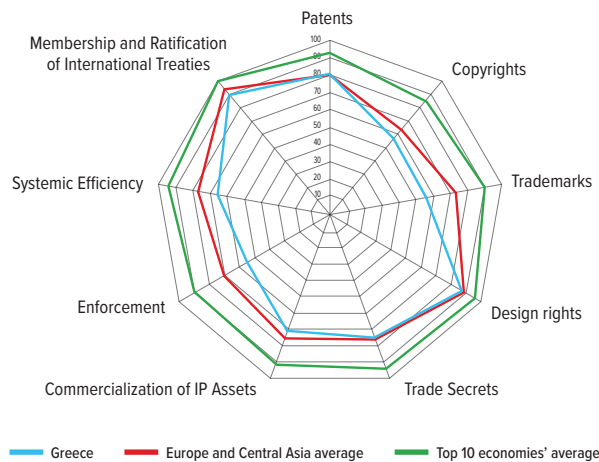 Patents
Membership and Ratification
of International Treaties
Copyrights
100
90
80
70
60
50
40
30
20
10
Systemic Efficiency
Trademarks
Enforcement
Design rights
Commercialization of IP Assets
Trade Secrets
Greece
Europe and Central Asia average
Top 10 economies’ average